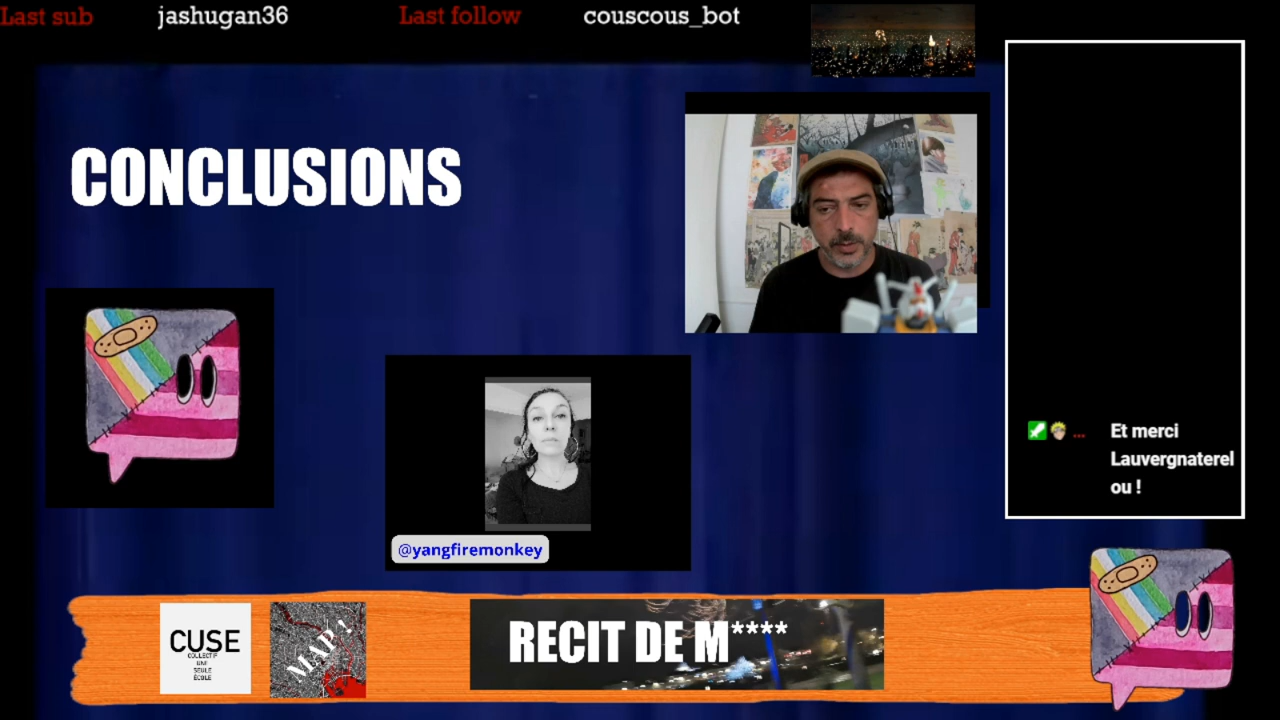 Last sub
jashugan36
Last follow
couscous_bot
CONCLUSIONS
... Et merci
Lauvergnaterel
ou !
@yangfiremonkey
CUSE
COLLECTIF
UNE
SEULE
ÉCOLE
MAP !
RECIT DE M****